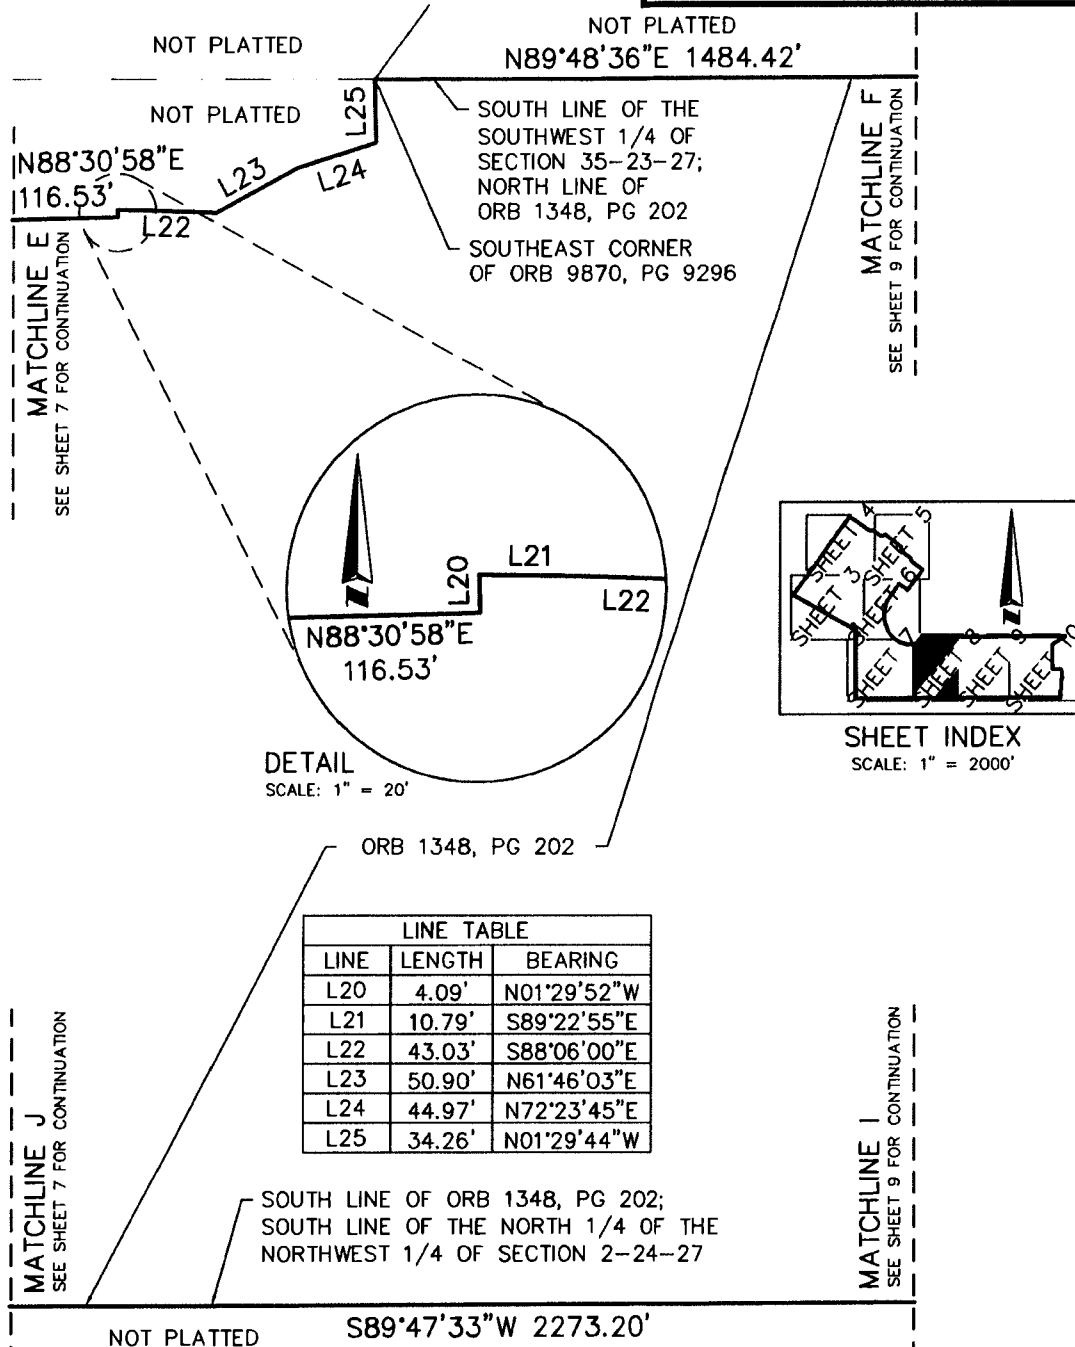 NOT PLATTED
NOT PLATTED
N89°48'36"E 1484.42'
NOT PLATTED
L25
SOUTH LINE OF THE
SOUTHWEST 1/4 OF
SECTION 35-23-27;
NORTH LINE OF
ORB 1348, PG 202
MATCHLINE F
SEE SHEET 9 FOR CONTINUATION
N88°30'58"E
116.53'
L22
L23
L24
SOUTHEAST CORNER
OF ORB 9870, PG 9296
MATCHLINE E
SEE SHEET 7 FOR CONTINUATION
N
L20
L21
L22
N88°30'58"E
116.53'
DETAIL
SCALE: 1" = 20'
SHEET 4
SHEET 5
SHEET 3
SHEET 6
SHEET 7
SHEET 8
SHEET 9
SHEET 10
N
SHEET INDEX
SCALE: 1" = 2000'
ORB 1348, PG 202
LINE TABLE
LINE LENGTH BEARING
L20 4.09' N01°29'52"W
L21 10.79' S89°22'55"E
L22 43.03' S88°06'00"E
L23 50.90' N61°46'03"E
L24 44.97' N72°23'45"E
L25 34.26' N01°29'44"W
MATCHLINE J
SEE SHEET 7 FOR CONTINUATION
SOUTH LINE OF ORB 1348, PG 202;
SOUTH LINE OF THE NORTH 1/4 OF THE
NORTHWEST 1/4 OF SECTION 2-24-27
MATCHLINE I
SEE SHEET 9 FOR CONTINUATION
NOT PLATTED
S89°47'33"W 2273.20'